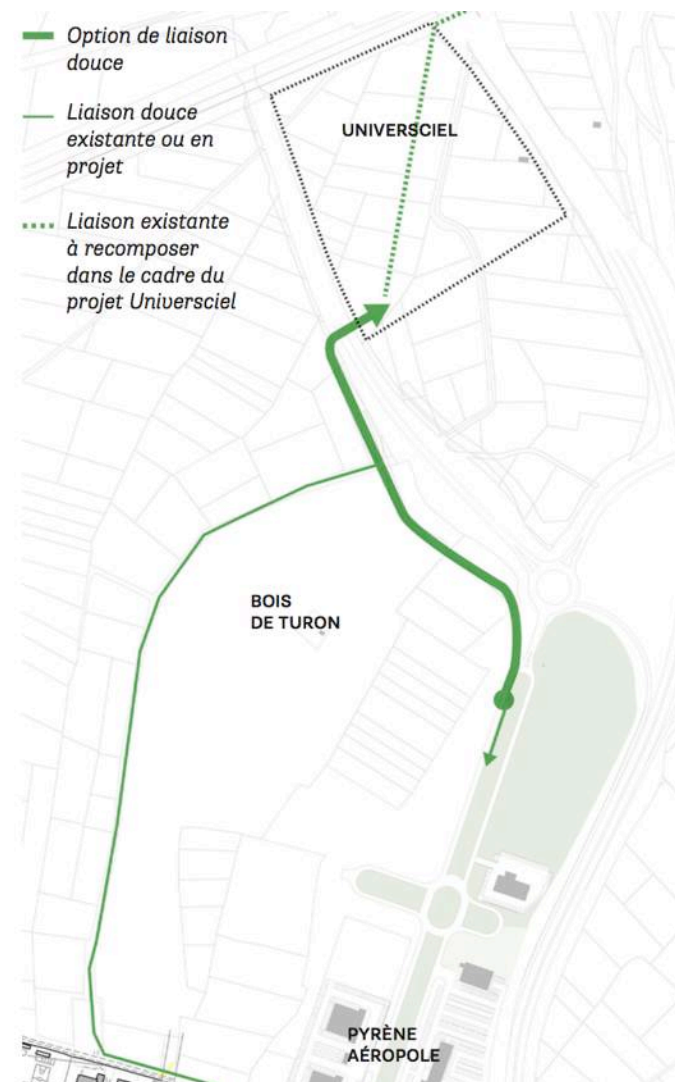 Option de liaison
douce
Liaison douce
existante ou en
projet
Liaison existante
à recomposer
dans le cadre du
projet Universciel
UNIVERSCIEL
BOIS
DE TURON
PYRÈNE
AÉROPOLE